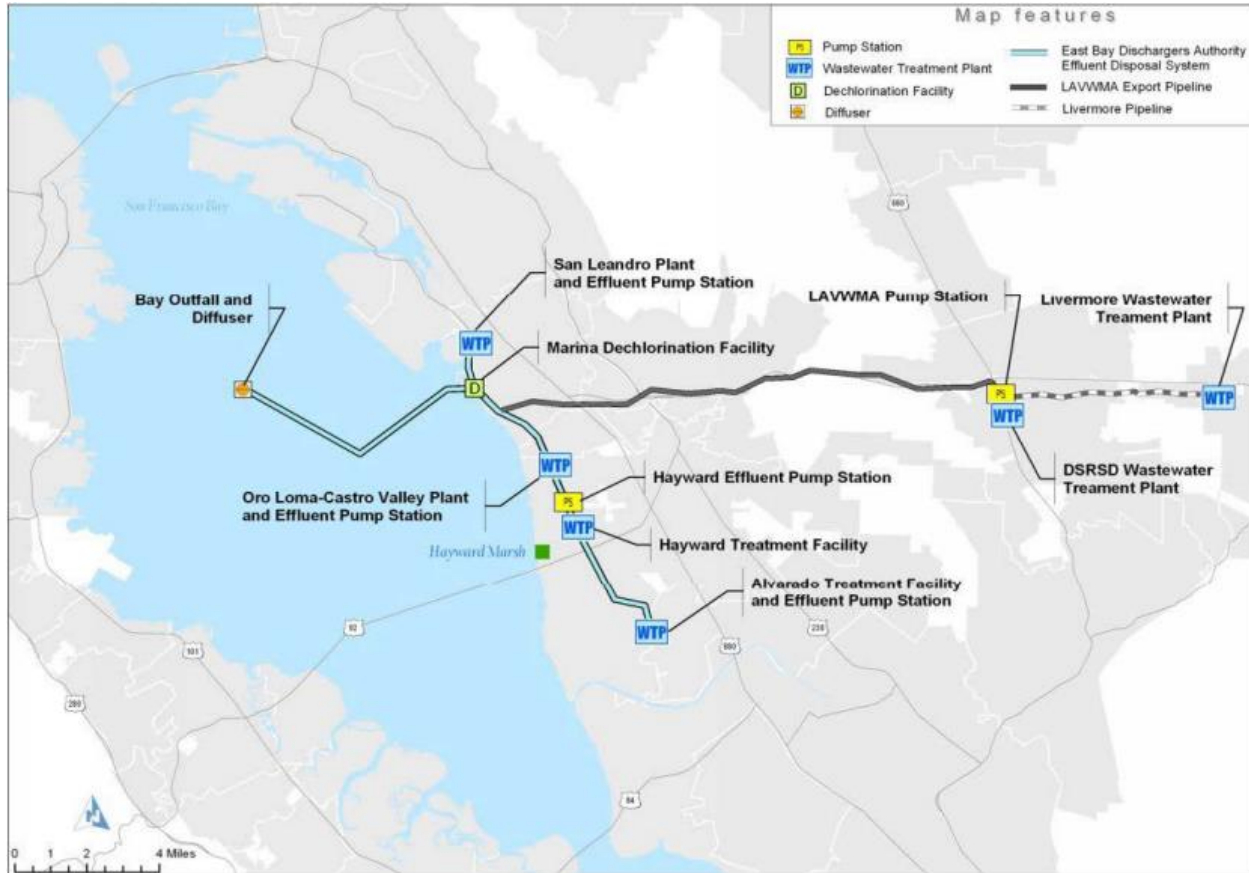 Map features
PS Pump Station
WTP Wastewater Treatment Plant
D Dechlorination Facility
Diffuser
East Bay Dischargers Authority
Effluent Disposal System
LAVWMA Export Pipeline
Livermore Pipeline
San Francisco Bay
680
San Leandro Plant
and Effluent Pump Station
Bay Outfall and
Diffuser
LAVWMA Pump Station
Livermore Wastewater
Treament Plant
WTP
Marina Dechlorination Facility
D
PS
WTP
WTP
WTP
Hayward Effluent Pump Station
DSRSD Wastewater
Treament Plant
Oro Loma-Castro Valley Plant
and Effluent Pump Station
PS
WTP
Hayward Treatment Facility
Hayward Marsh
Alvarado Treatment Facility
and Effluent Pump Station
WTP
92
238
101
880
280
84
N
0 1 2 4 Miles